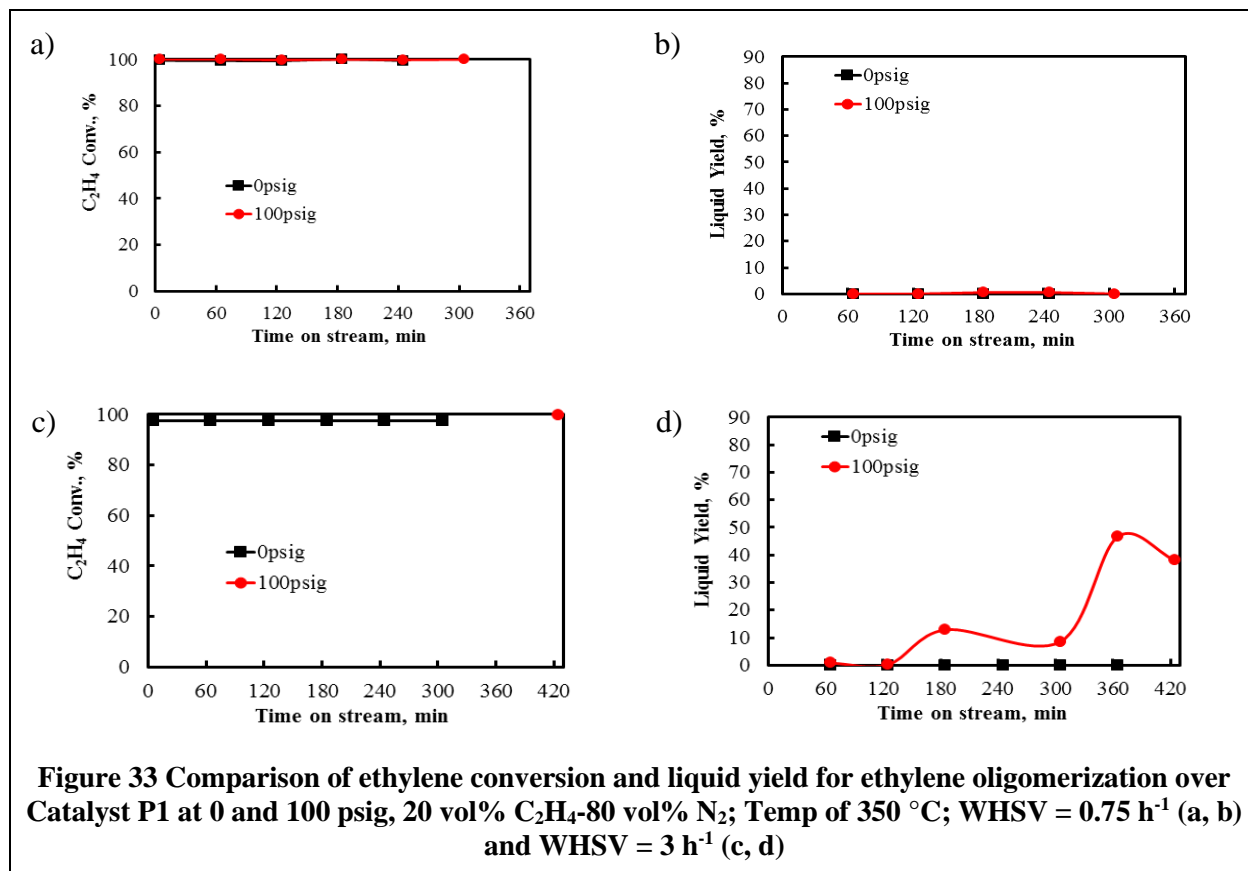 a)
C₂H₄ Conv., %
100
80
60
40
20
0
0psig
100psig
0 60 120 180 240 300 360
Time on stream, min
b)
Liquid Yield, %
90
80
70
60
50
40
30
20
10
0
0psig
100psig
0 60 120 180 240 300 360
Time on stream, min
c)
C₂H₄ Conv., %
100
80
60
40
20
0
0psig
100psig
0 60 120 180 240 300 360 420
Time on stream, min
d)
Liquid Yield, %
90
80
70
60
50
40
30
20
10
0
0psig
100psig
0 60 120 180 240 300 360 420
Time on stream, min
Figure 33 Comparison of ethylene conversion and liquid yield for ethylene oligomerization over
Catalyst P1 at 0 and 100 psig, 20 vol% C₂H₄-80 vol% N₂; Temp of 350 °C; WHSV = 0.75 h⁻¹ (a, b)
and WHSV = 3 h⁻¹ (c, d)